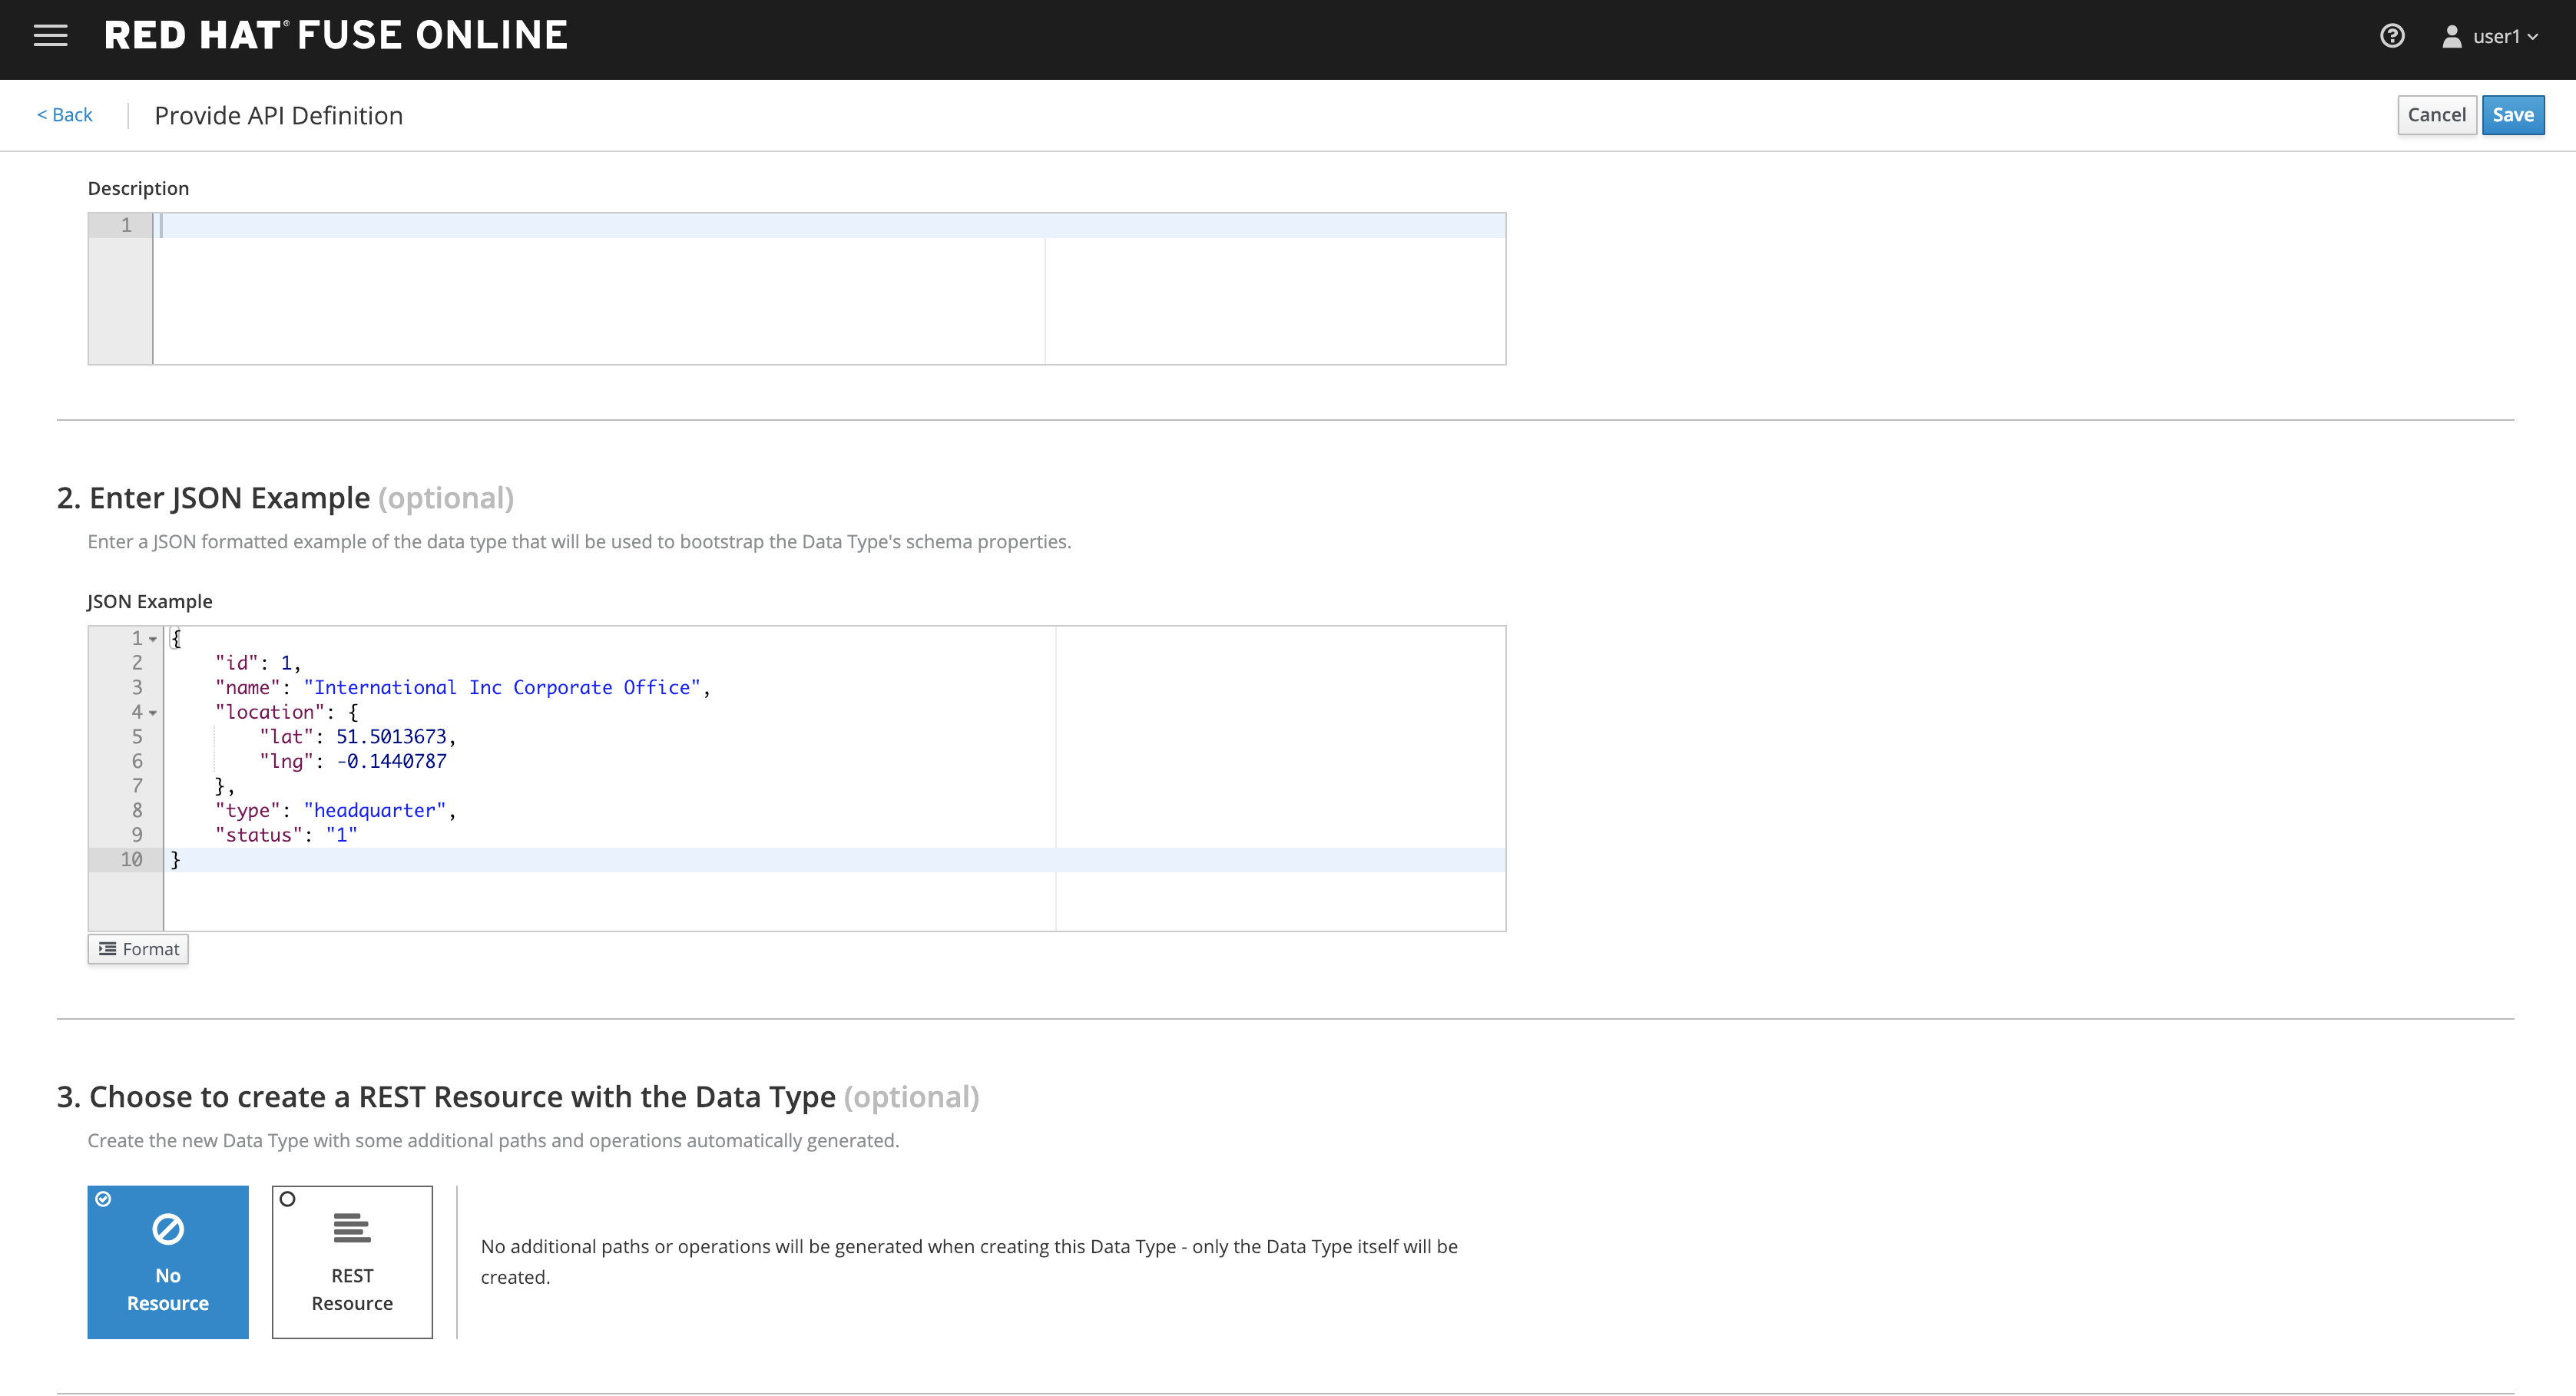 RED HAT® FUSE ONLINE
user1
< Back
Provide API Definition
Cancel
Save
Description
1
2. Enter JSON Example (optional)
Enter a JSON formatted example of the data type that will be used to bootstrap the Data Type's schema properties.
JSON Example
1 {
2 "id": 1,
3 "name": "International Inc Corporate Office",
4 "location": {
5 "lat": 51.5013673,
6 "lng": -0.1440787
7 },
8 "type": "headquarter",
9 "status": "1"
10 }
Format
3. Choose to create a REST Resource with the Data Type (optional)
Create the new Data Type with some additional paths and operations automatically generated.
No
Resource
REST
Resource
No additional paths or operations will be generated when creating this Data Type - only the Data Type itself will be
created.